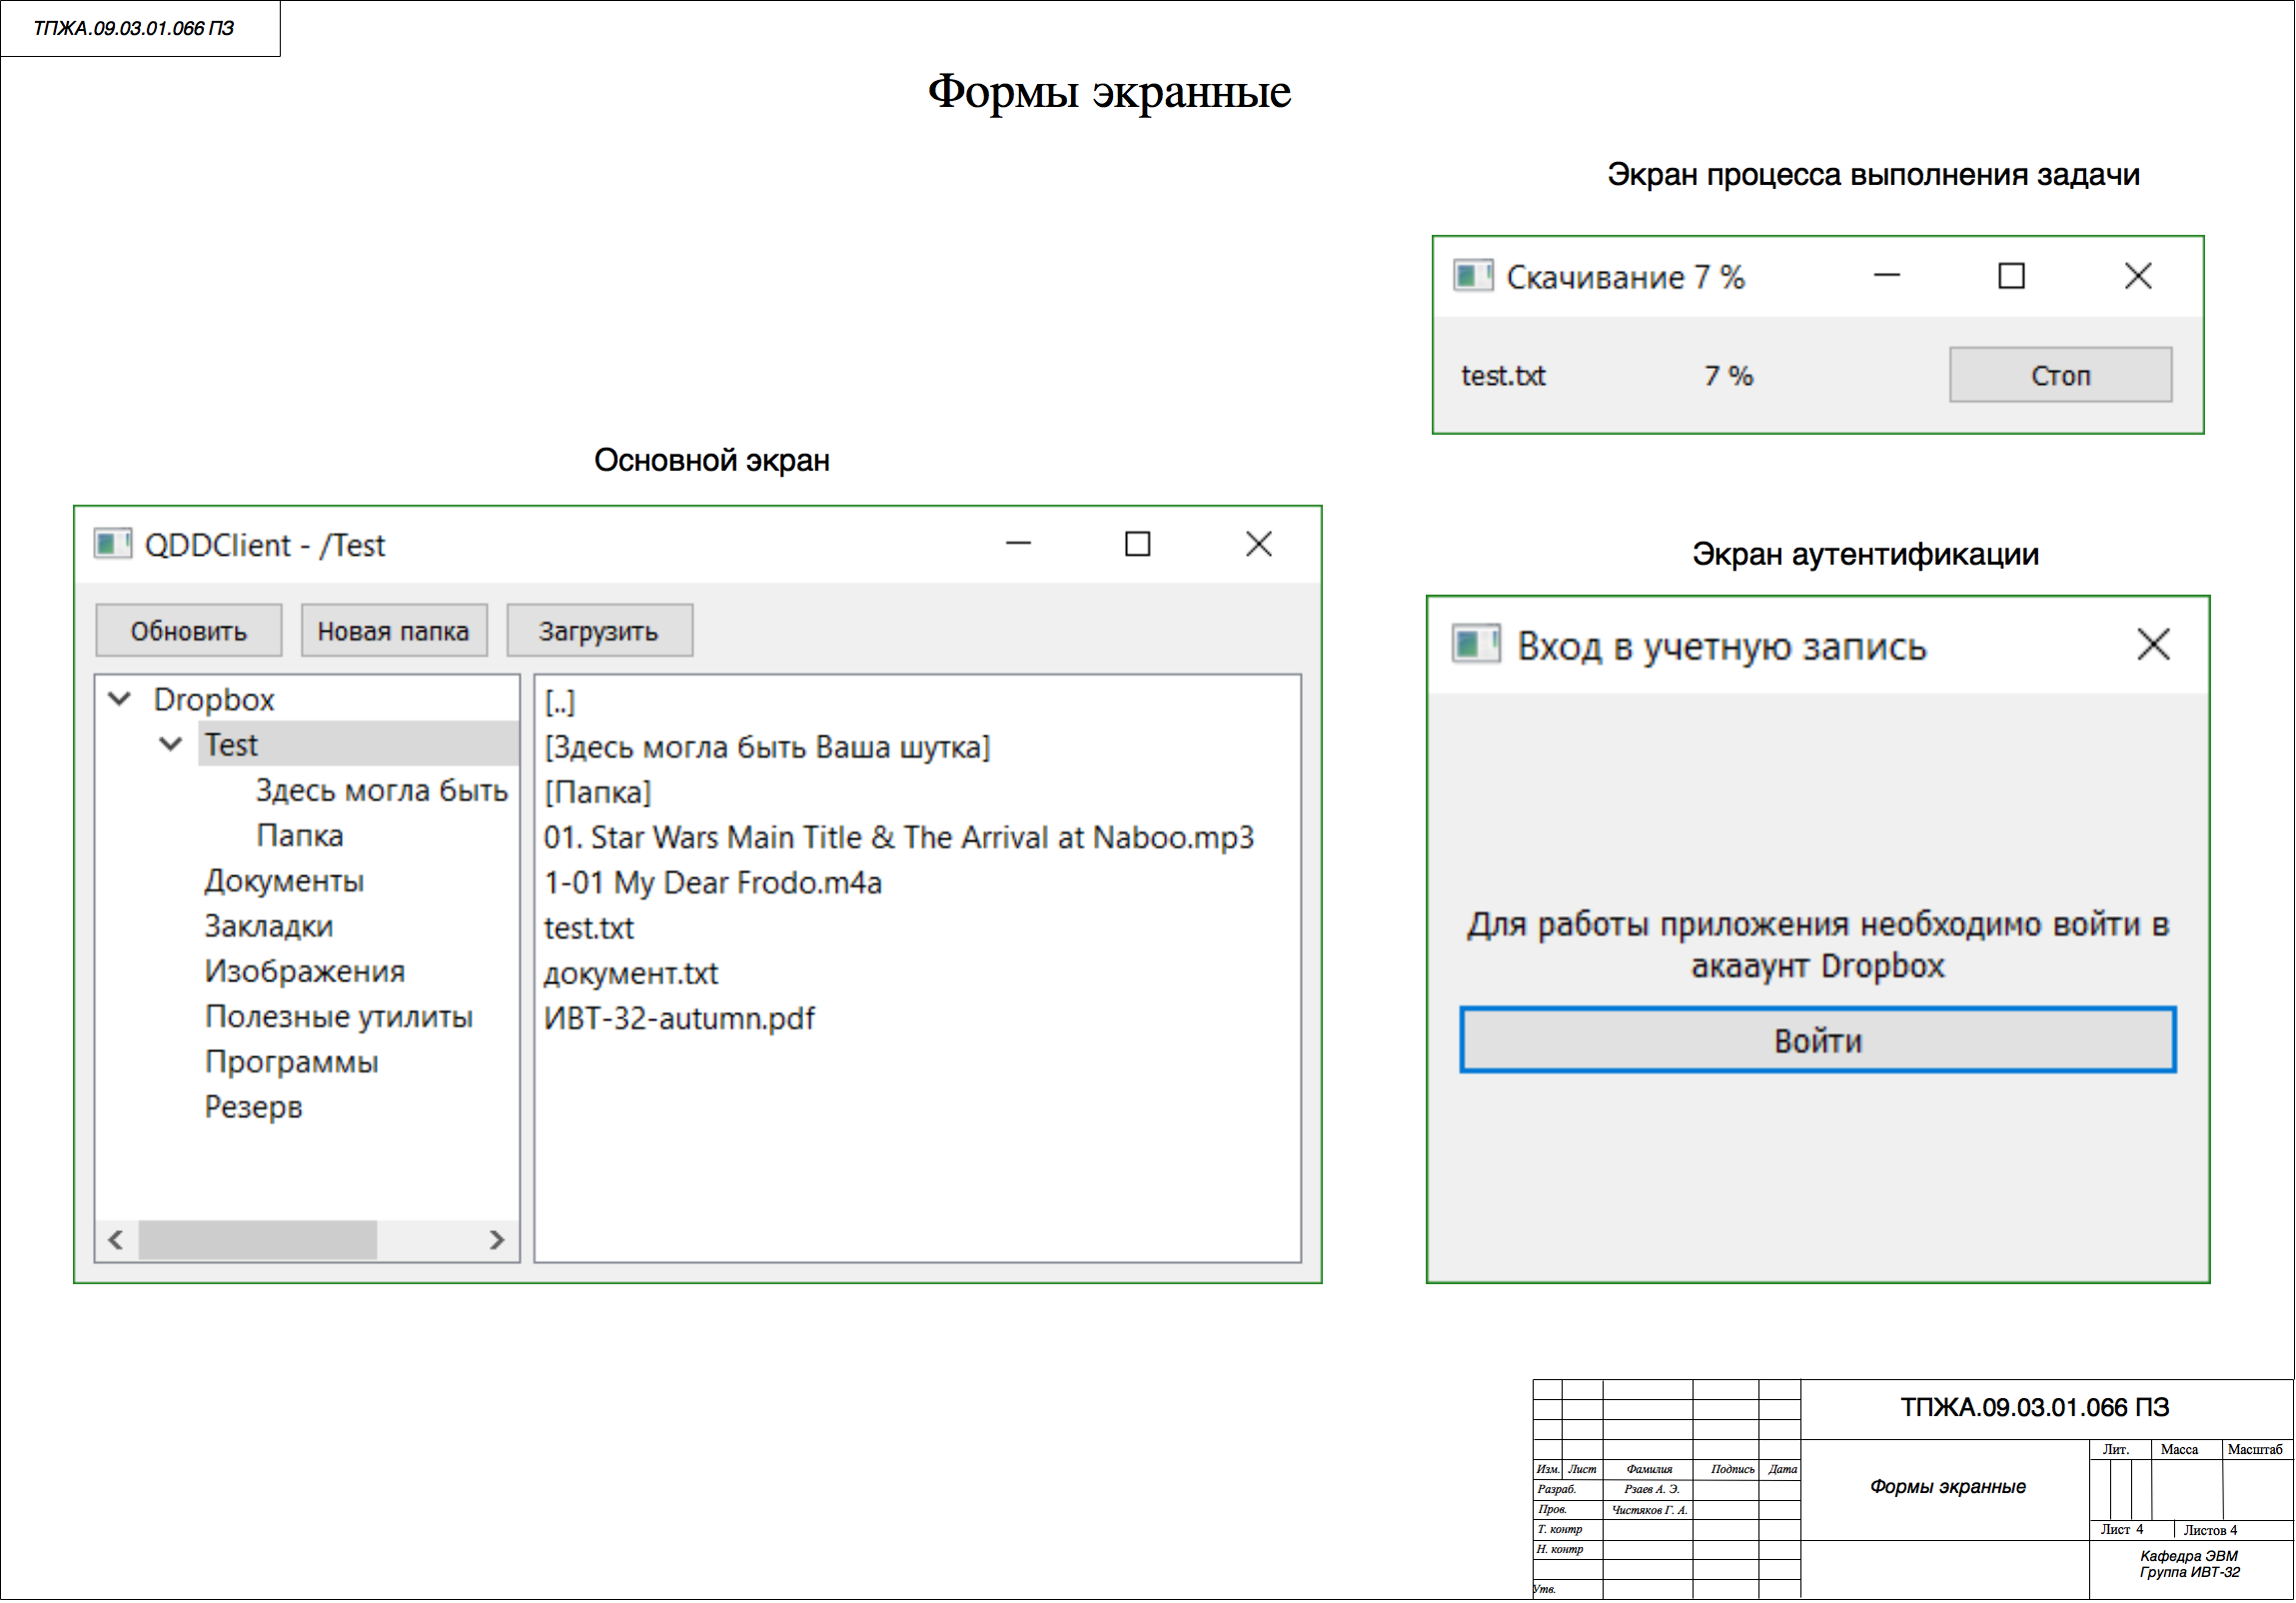 ТПЖА.09.03.01.066 ПЗ
Формы экранные
Экран процесса выполнения задачи
Скачивание 7 %
test.txt 7 % Стоп
Основной экран
QDDClient - /Test
Обновить Новая папка Загрузить
Dropbox
Test
Здесь могла быть
Папка
Документы
Закладки
Изображения
Полезные утилиты
Программы
Резерв
[..]
[Здесь могла быть Ваша шутка]
[Папка]
01. Star Wars Main Title & The Arrival at Naboo.mp3
1-01 My Dear Frodo.m4a
test.txt
документ.txt
ИВТ-32-autumn.pdf
Экран аутентификации
Вход в учетную запись
Для работы приложения необходимо войти в
акааунт Dropbox
Войти
ТПЖА.09.03.01.066 ПЗ
Изм. Лист Фамилия Подпись Дата
Разраб. Рзаев А. Э.
Пров. Чистяков Г. А.
Т. контр
Н. контр
Утв.
Формы экранные
Лит. Масса Масштаб
Лист 4 Листов 4
Кафедра ЭВМ
Группа ИВТ-32